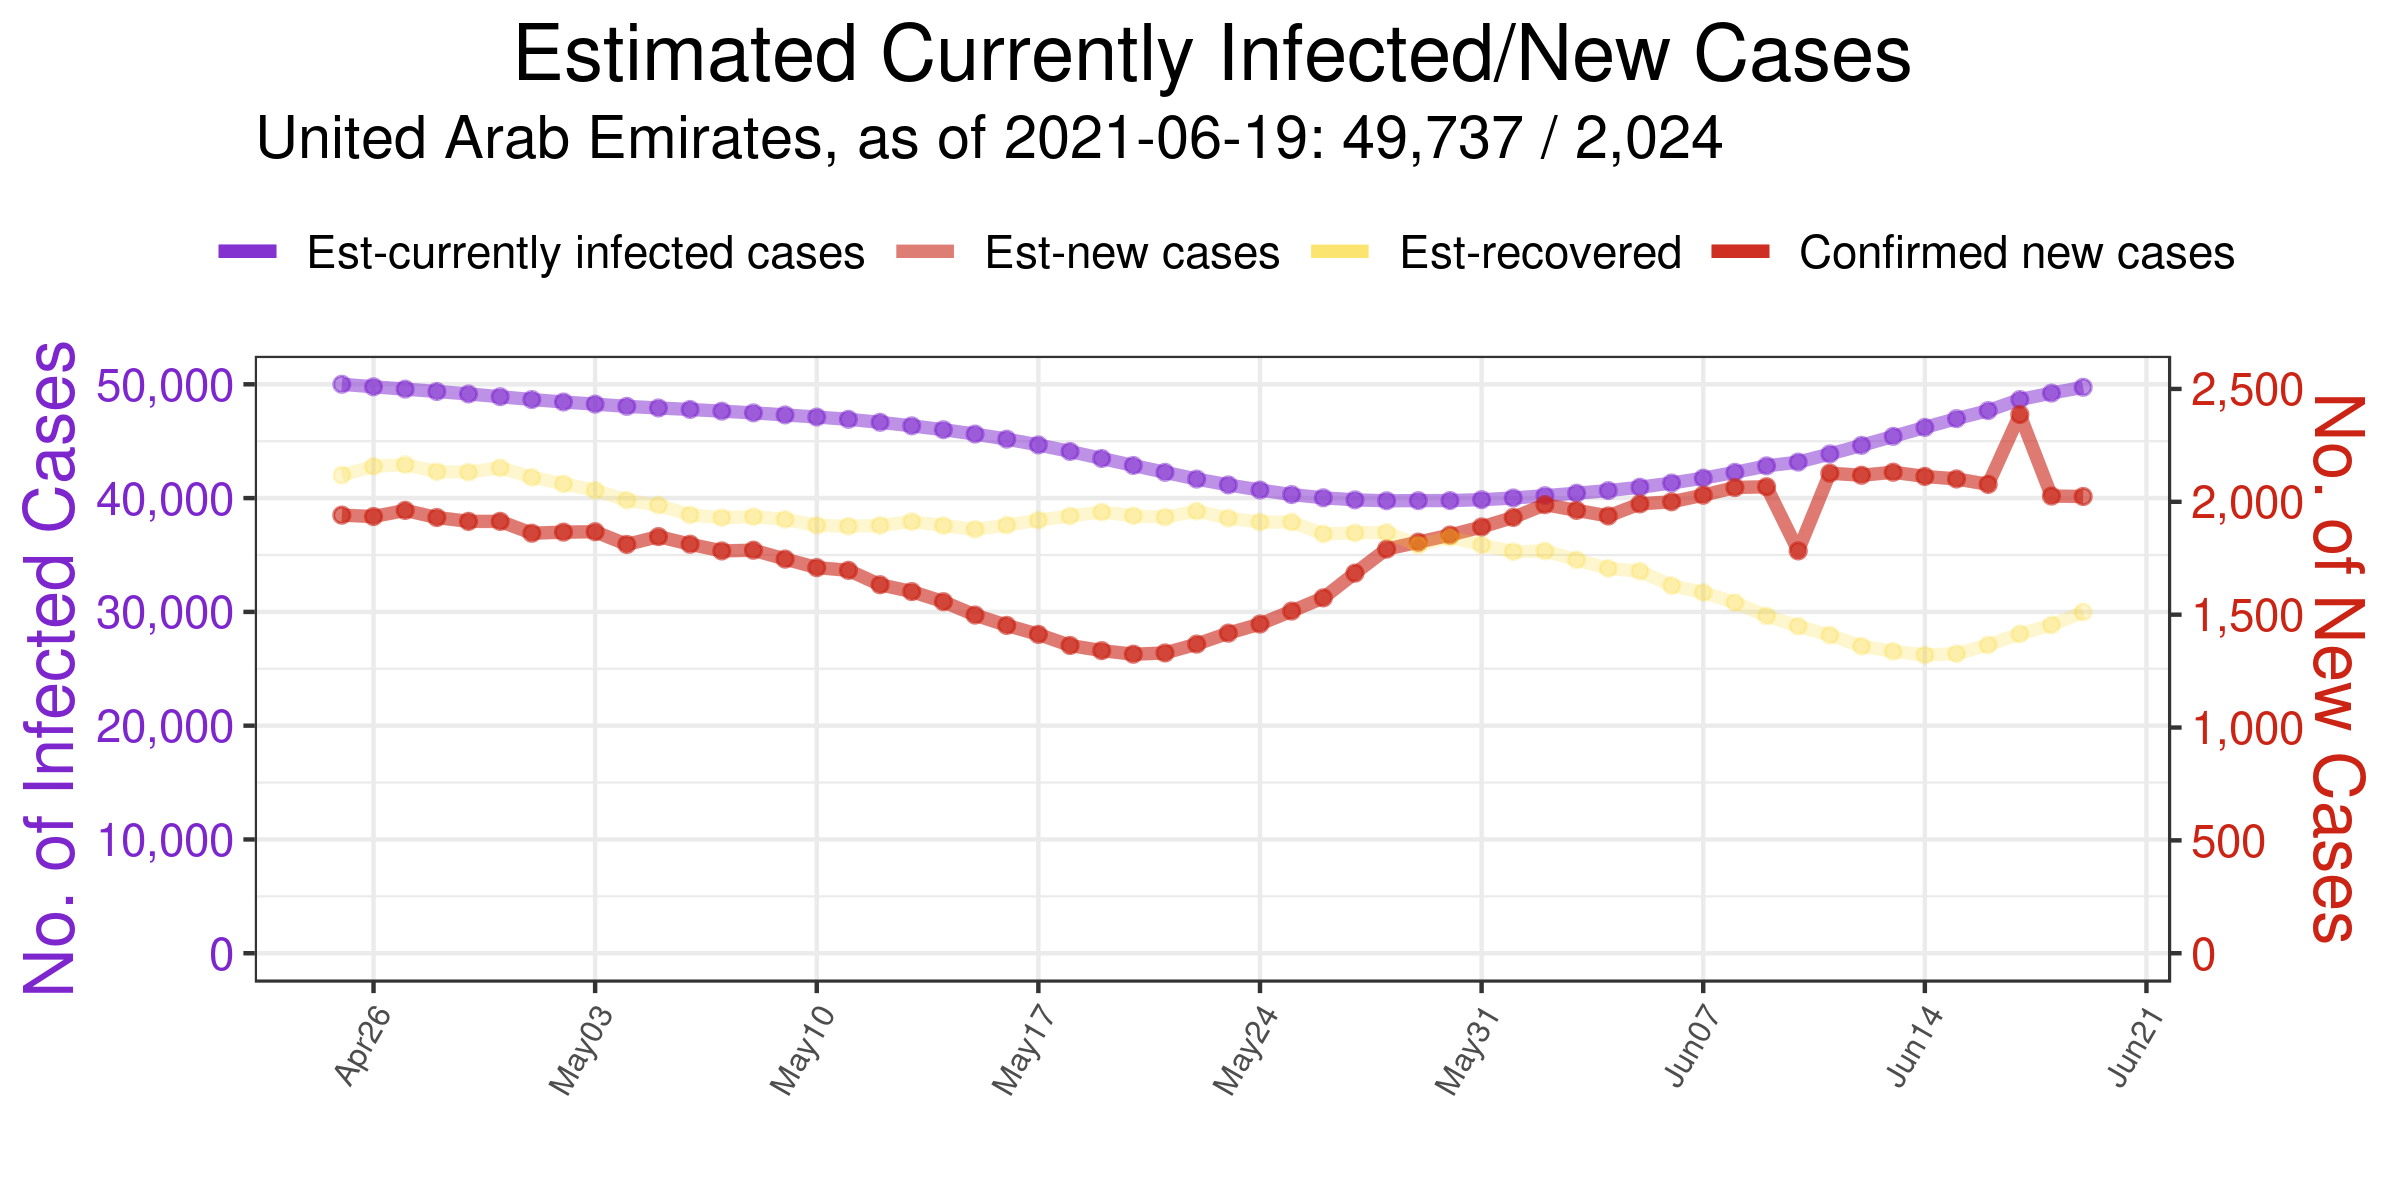 Estimated Currently Infected/New Cases
United Arab Emirates, as of 2021-06-19: 49,737 / 2,024
Est-currently infected cases Est-new cases Est-recovered Confirmed new cases
No. of Infected Cases
50,000
40,000
30,000
20,000
10,000
0
2,500
2,000
1,500
1,000
500
0
No. of New Cases
Apr26 May03 May10 May17 May24 May31 Jun07 Jun14 Jun21